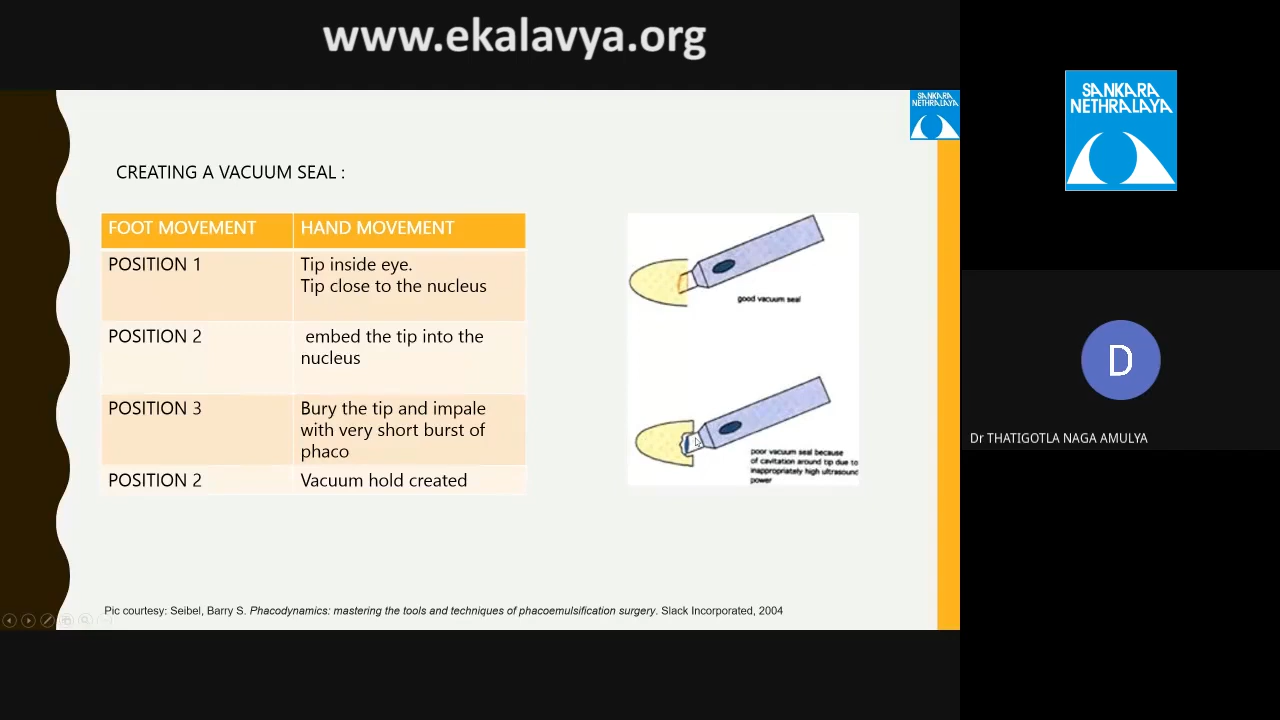 www.ekalavya.org
SANKARA
NETHRALAYA
SANKARA
NETHRALAYA
CREATING A VACUUM SEAL :
FOOT MOVEMENT HAND MOVEMENT
POSITION 1 Tip inside eye.
Tip close to the nucleus
POSITION 2 embed the tip into the
nucleus
POSITION 3 Bury the tip and impale
with very short burst of
phaco
POSITION 2 Vacuum hold created
good vacuum seal
poor vacuum seal because
of cavitation around tip due to
inappropriately high ultrasound
power
Pic courtesy: Seibel, Barry S. Phacodynamics: mastering the tools and techniques of phacoemulsification surgery. Slack Incorporated, 2004
D
Dr THATIGOTLA NAGA AMULYA